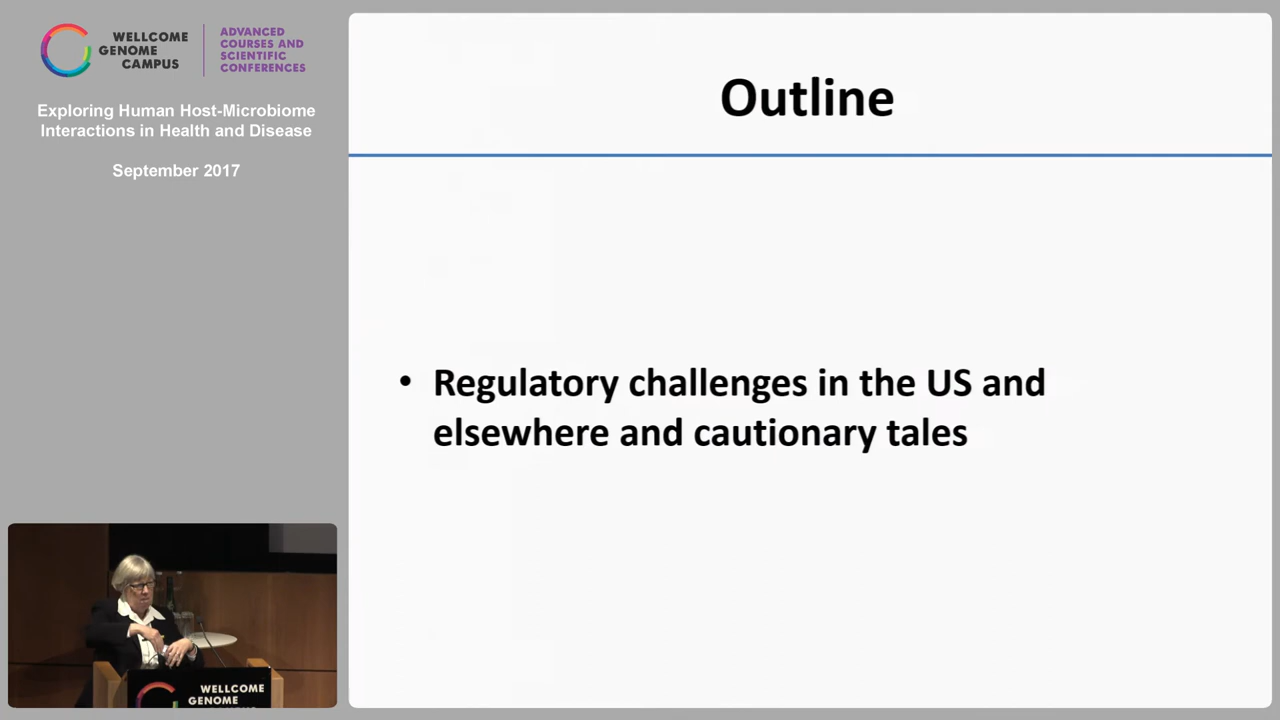 WELLCOME
GENOME
CAMPUS
ADVANCED
COURSES AND
SCIENTIFIC
CONFERENCES
Exploring Human Host-Microbiome
Interactions in Health and Disease
September 2017
Outline
• Regulatory challenges in the US and
elsewhere and cautionary tales
WELLCOME
GENOME